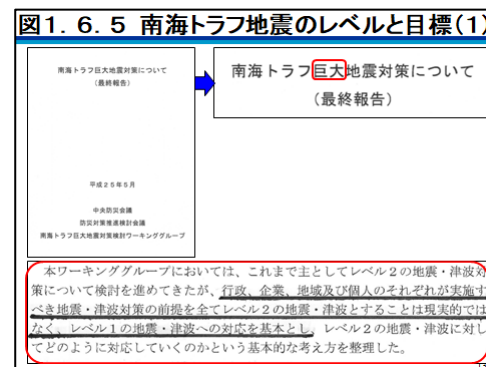 図1.6.5 南海トラフ地震のレベルと目標(1)
南海トラフ巨大地震対策について
(最終報告)
平成25年5月
中央防災会議
防災対策推進検討会議
南海トラフ巨大地震対策検討ワーキンググループ
南海トラフ巨大地震対策について
(最終報告)
本ワーキンググループにおいては、これまで主としてレベル2の地震・津波対
策について検討を進めてきたが、行政、企業、地域及び個人のそれぞれが実施す
べき地震・津波対策の前提を全てレベル2の地震・津波とすることは現実的では
なく、レベル1の地震・津波への対応を基本とし、レベル2の地震・津波に対し
てどのように対応していくのかという基本的な考え方を整理した。